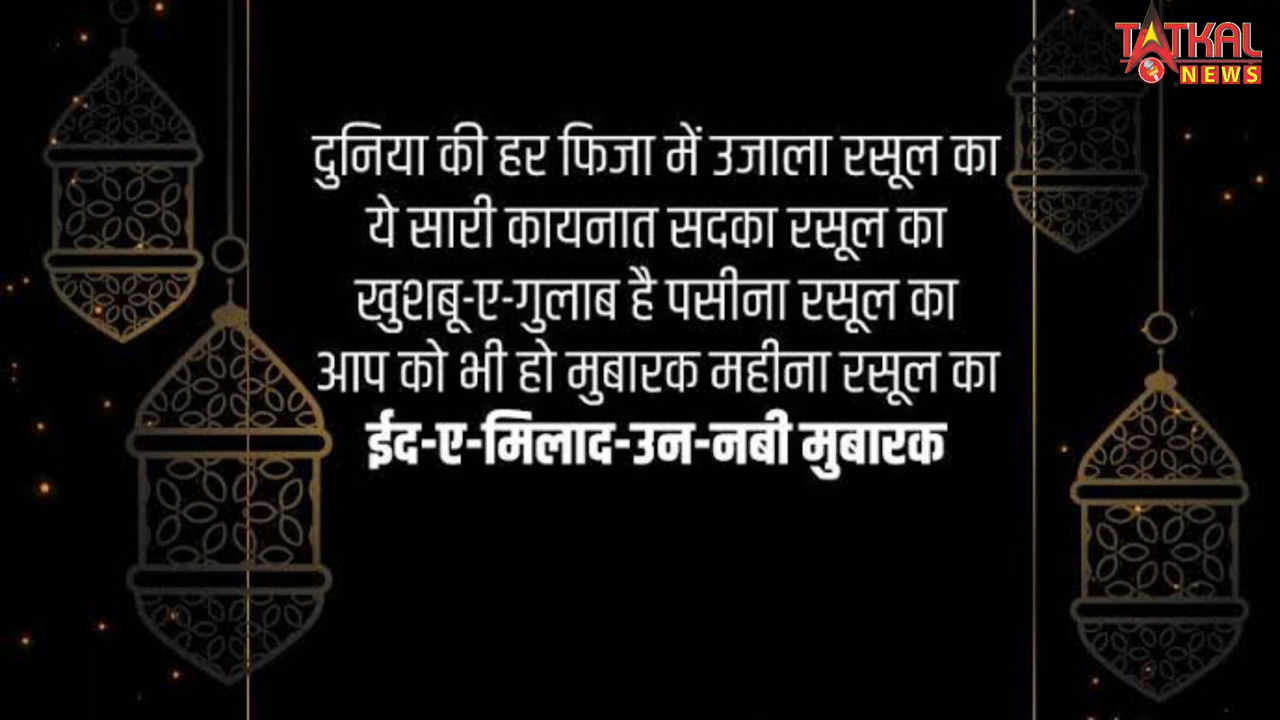 TATKAL
NEWS
दुनिया की हर फिजा में उजाला रसूल का
ये सारी कायनात सदका रसूल का
खुशबू-ए-गुलाब है पसीना रसूल का
आप को भी हो मुबारक महीना रसूल का
ईद-ए-मिलाद-उन-नबी मुबारक